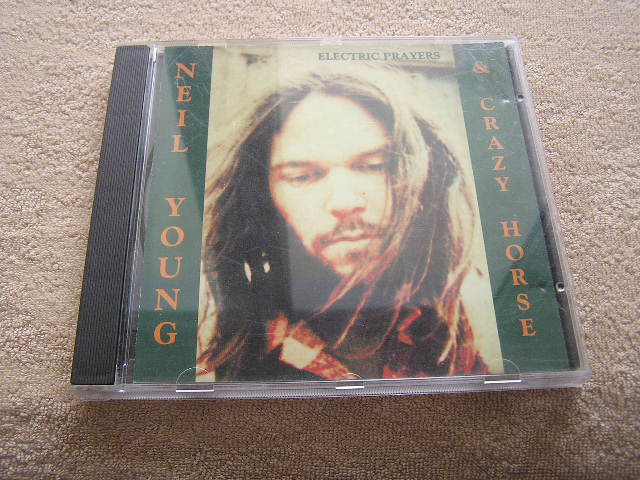 NEIL YOUNG
ELECTRIC PRAYERS
& CRAZY HORSE